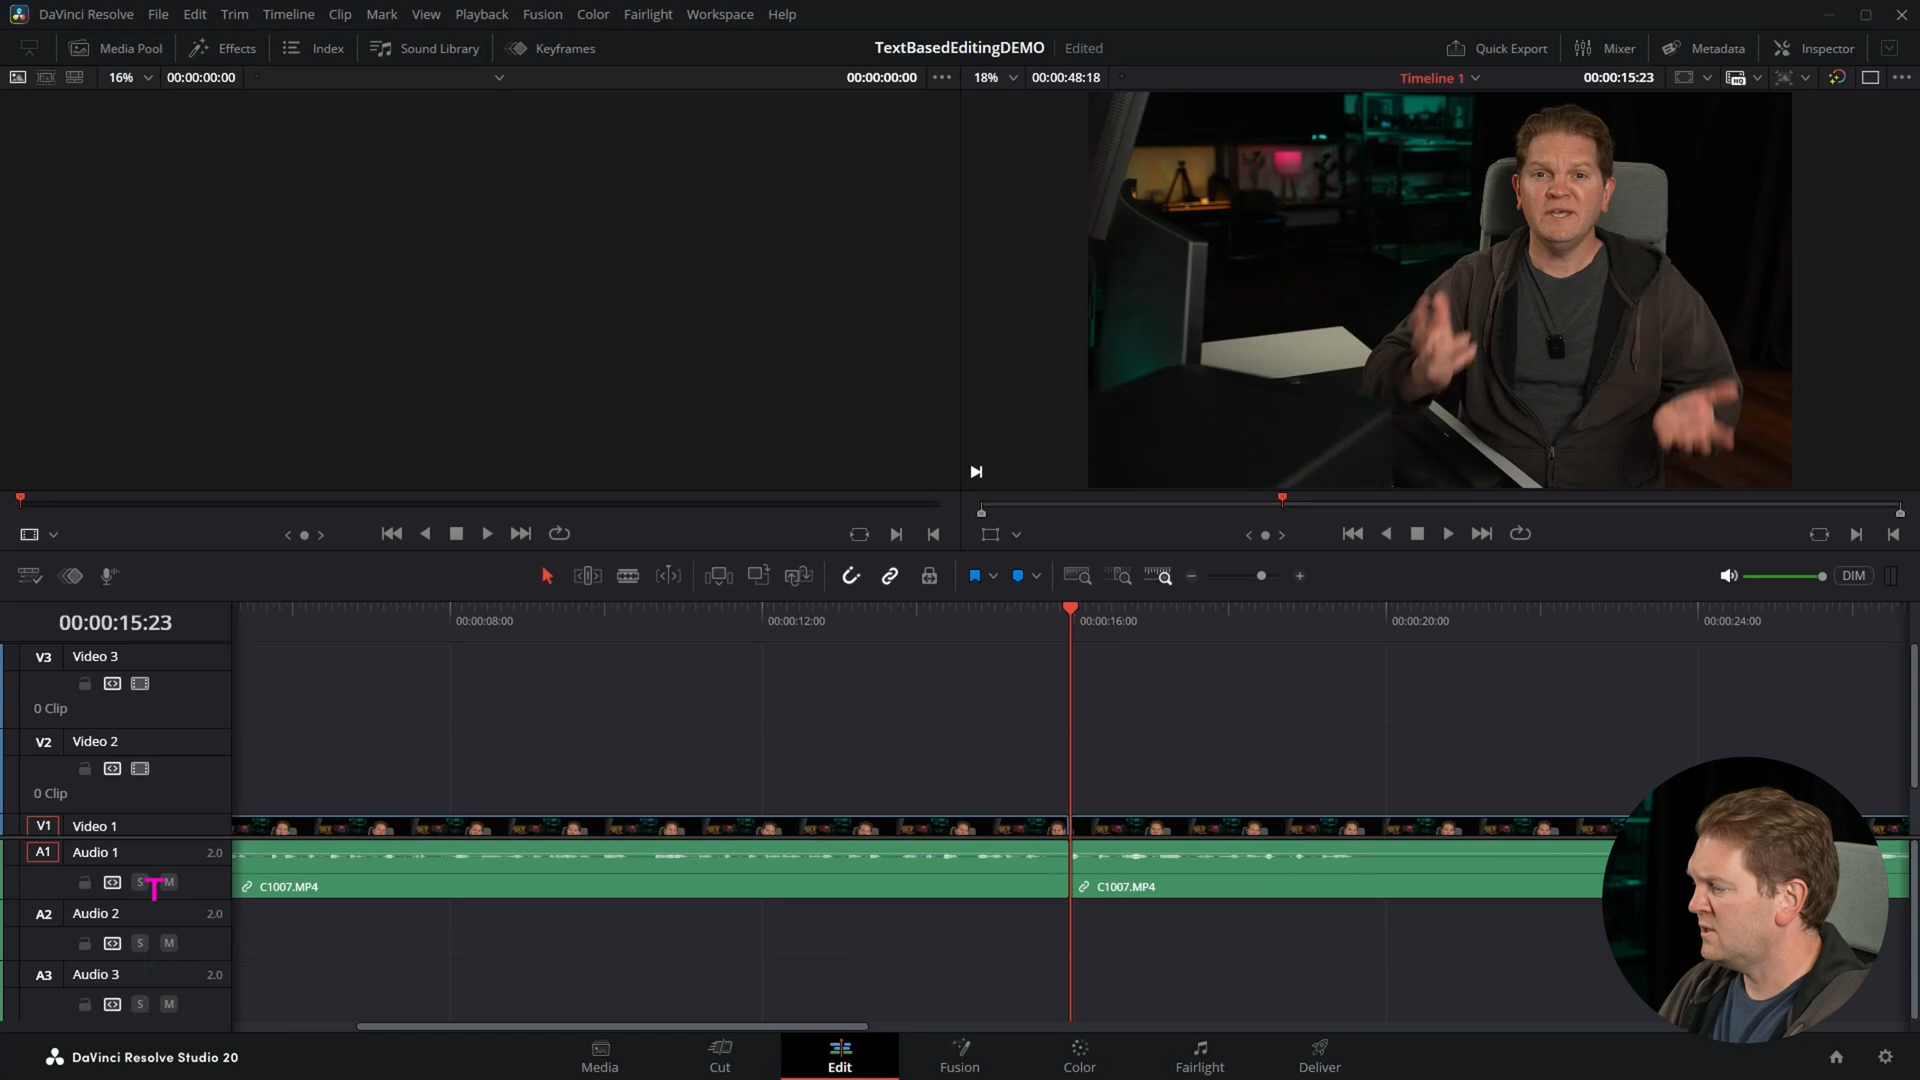 DaVinci Resolve File Edit Trim Timeline Clip Mark View Playback Fusion Color Fairlight Workspace Help
Media Pool Effects Index Sound Library Keyframes TextBasedEditingDEMO Edited Quick Export Mixer Metadata Inspector
16% 00:00:00:00 00:00:00:00 18% 00:00:48:18 Timeline 1 00:00:15:23
DIM
00:00:15:23 00:00:08:00 00:00:12:00 00:00:16:00 00:00:20:00 00:00:24:00
V3 Video 3
0 Clip
V2 Video 2
0 Clip
V1 Video 1
A1 Audio 1 2.0
S T M C1007.MP4 C1007.MP4
A2 Audio 2 2.0
S M
A3 Audio 3 2.0
S M
DaVinci Resolve Studio 20 Media Cut Edit Fusion Color Fairlight Deliver